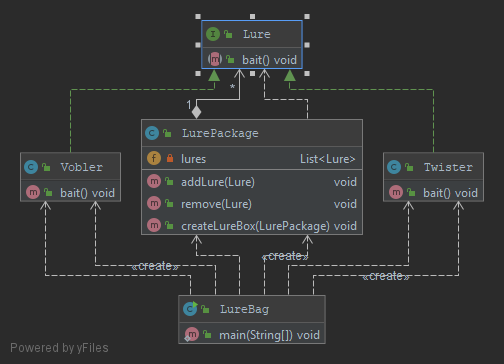 Lure
bait() void
1
*
LurePackage
lures List<Lure>
addLure(Lure) void
remove(Lure) void
createLureBox(LurePackage) void
Vobler
bait() void
Twister
bait() void
«create»
«create»
«create»
LureBag
main(String[]) void
Powered by yFiles